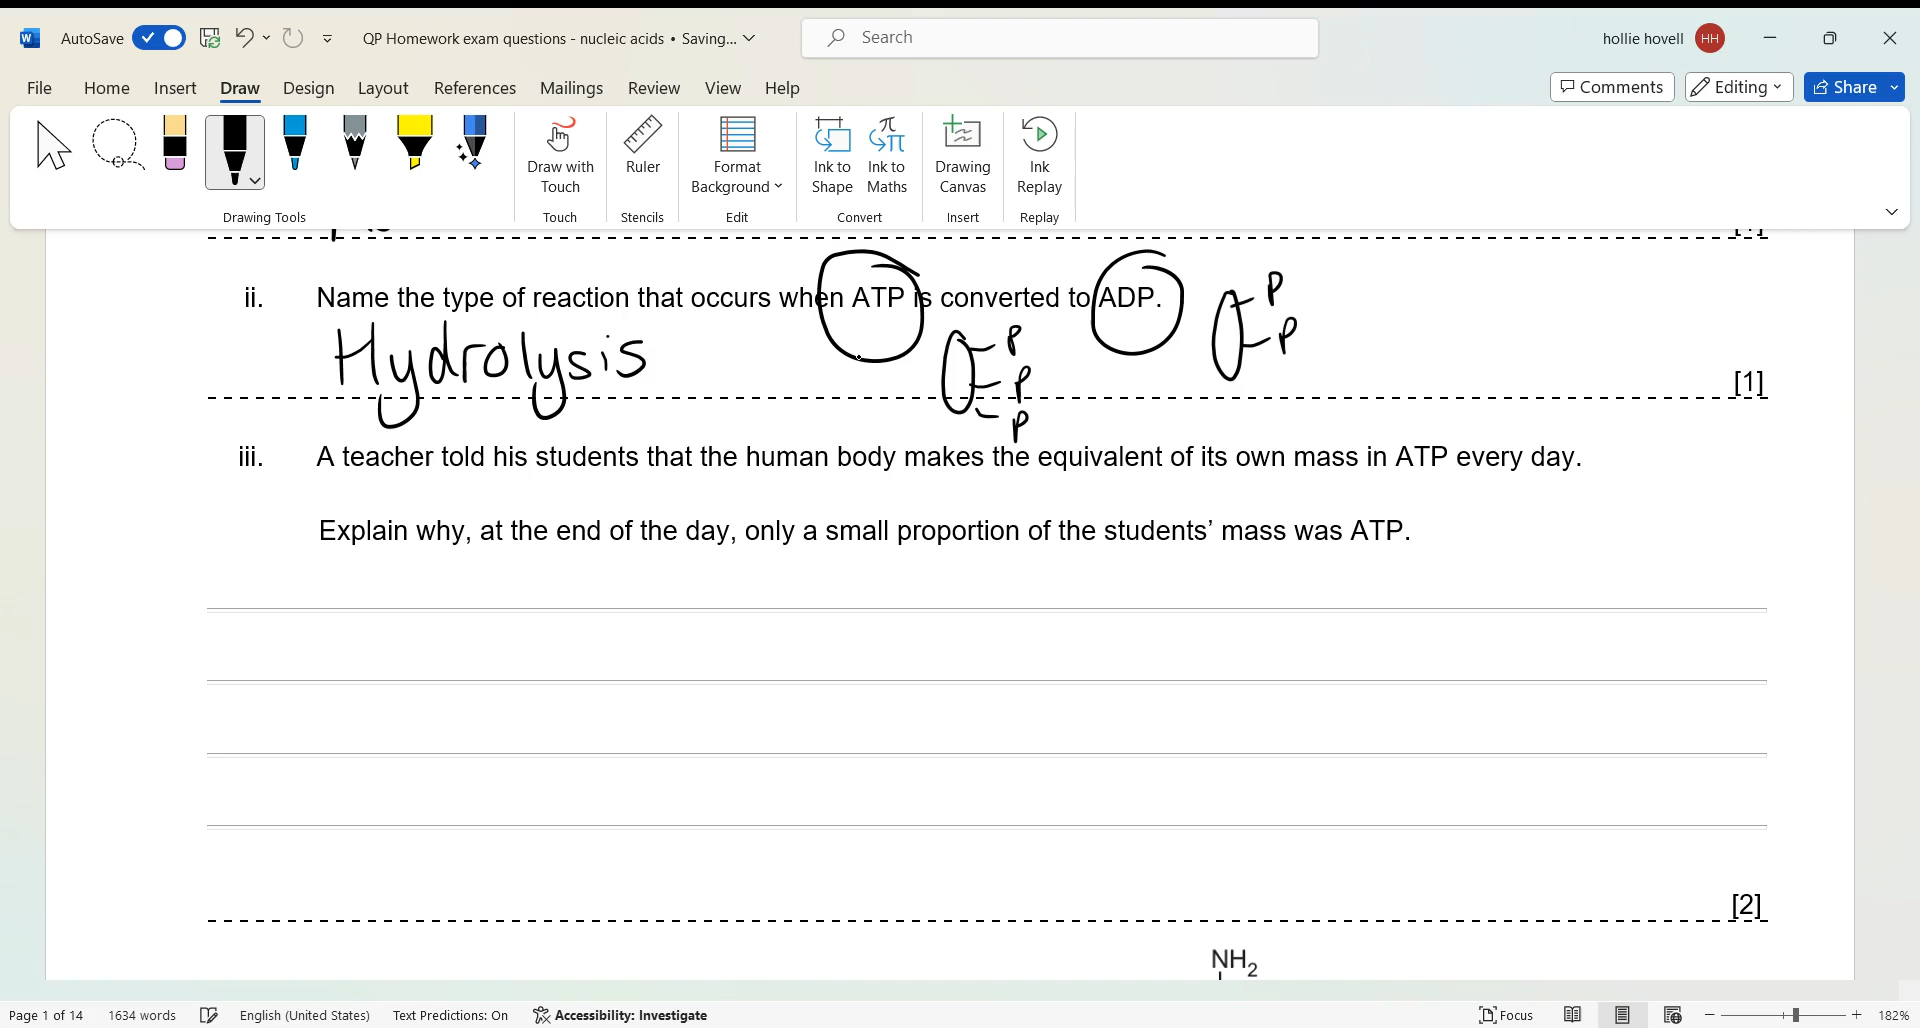 AutoSave
QP Homework exam questions - nucleic acids • Saving...
Search
hollie hovell HH
File Home Insert Draw Design Layout References Mailings Review View Help
Comments Editing Share
Draw with Touch
Ruler
Format Background
Ink to Shape
Ink to Maths
Drawing Canvas
Ink Replay
Drawing Tools Touch Stencils Edit Convert Insert Replay
ii. Name the type of reaction that occurs when ATP is converted to ADP.
P
P
Hydrolysis
P
P
P
[1]
iii. A teacher told his students that the human body makes the equivalent of its own mass in ATP every day.
Explain why, at the end of the day, only a small proportion of the students’ mass was ATP.
[2]
NH2
Page 1 of 14 1634 words English (United States) Text Predictions: On Accessibility: Investigate Focus 182%